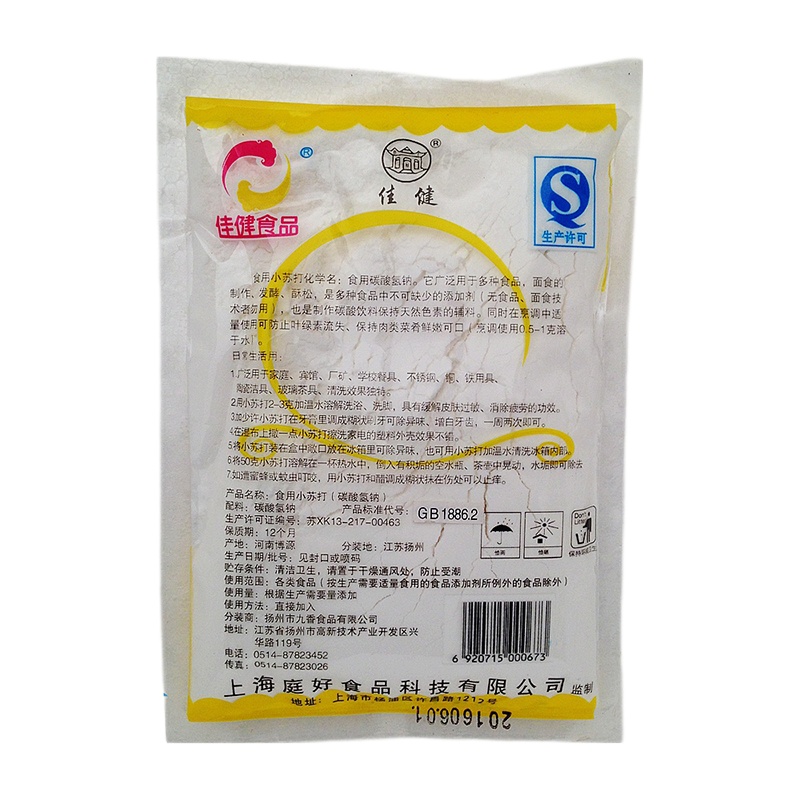 佳健食品
®
®
佳健
S
生产许可
食用小苏打化学名：食用碳酸氢钠。它广泛用于多种食品，面食的
制作、发酵、酥松，是多种食品中不可缺少的添加剂（无食品、面食技
术者勿用），也是制作碳酸饮料保持天然色素的辅料。同时在烹调中适
量使用可防止叶绿素流失、保持肉类菜肴鲜嫩可口（烹调使用0.5-1克溶
于水）。
日常生活用：
1.广泛用于家庭、宾馆、厂矿、学校餐具、不锈钢、铜、铁用具、
陶瓷洁具、玻璃茶具，清洗效果独特。
2.用小苏打2-3克加温水溶解洗浴、洗脚，具有缓解皮肤过敏、消除疲劳的功效。
3.加少许小苏打在牙膏里调成糊状刷牙可除异味、增白牙齿，一周两次即可。
4.在湿布上撒一点小苏打擦洗家电的塑料外壳效果不错。
5.将小苏打装在盒中敞口放在冰箱里可除异味，也可用小苏打加温水清洗冰箱内部。
6.将50克小苏打溶解在一杯热水中，倒入有积垢的空水瓶、茶壶中晃动，水垢即可除去
7.如遭蜜蜂或蚊虫叮咬，用小苏打和醋调成糊状抹在伤处可以止痒。
产品名称：食用小苏打（碳酸氢钠）
配料：碳酸氢钠 产品标准代号：GB1886.2
生产许可证编号：苏XK13-217-00463
保质期：12个月
产地：河南博源 分装地：江苏扬州
生产日期/批号：见封口或喷码
贮存条件：清洁卫生，请置于干燥通风处，防止受潮
使用范围：各类食品（按生产需要适量食用的食品添加剂所例外的食品除外）
使用量：根据生产需要量添加
使用方法：直接加入
分装商：扬州市九香食品有限公司
地址：江苏省扬州市高新技术产业开发区兴
华路119号
电话：0514-87823452
传真：0514-87823026
怕雨
怕晒
Don't
Litter
6 920715 000673
上海庭好食品科技有限公司 监制
地址：上海市杨浦区许昌路1212号
20160601